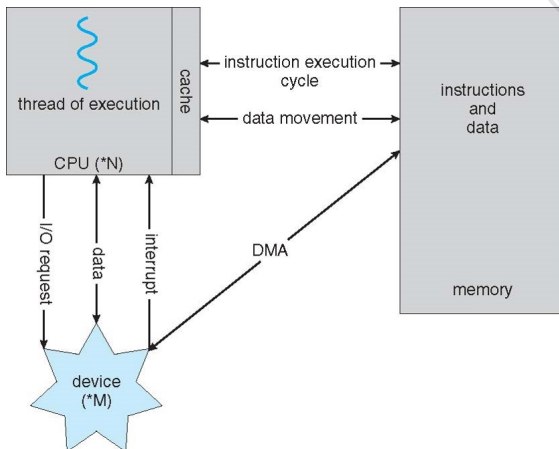 thread of execution
cache
CPU (*N)
instruction execution
cycle
data movement
instructions
and
data
memory
I/O request
data
interrupt
DMA
device
(*M)